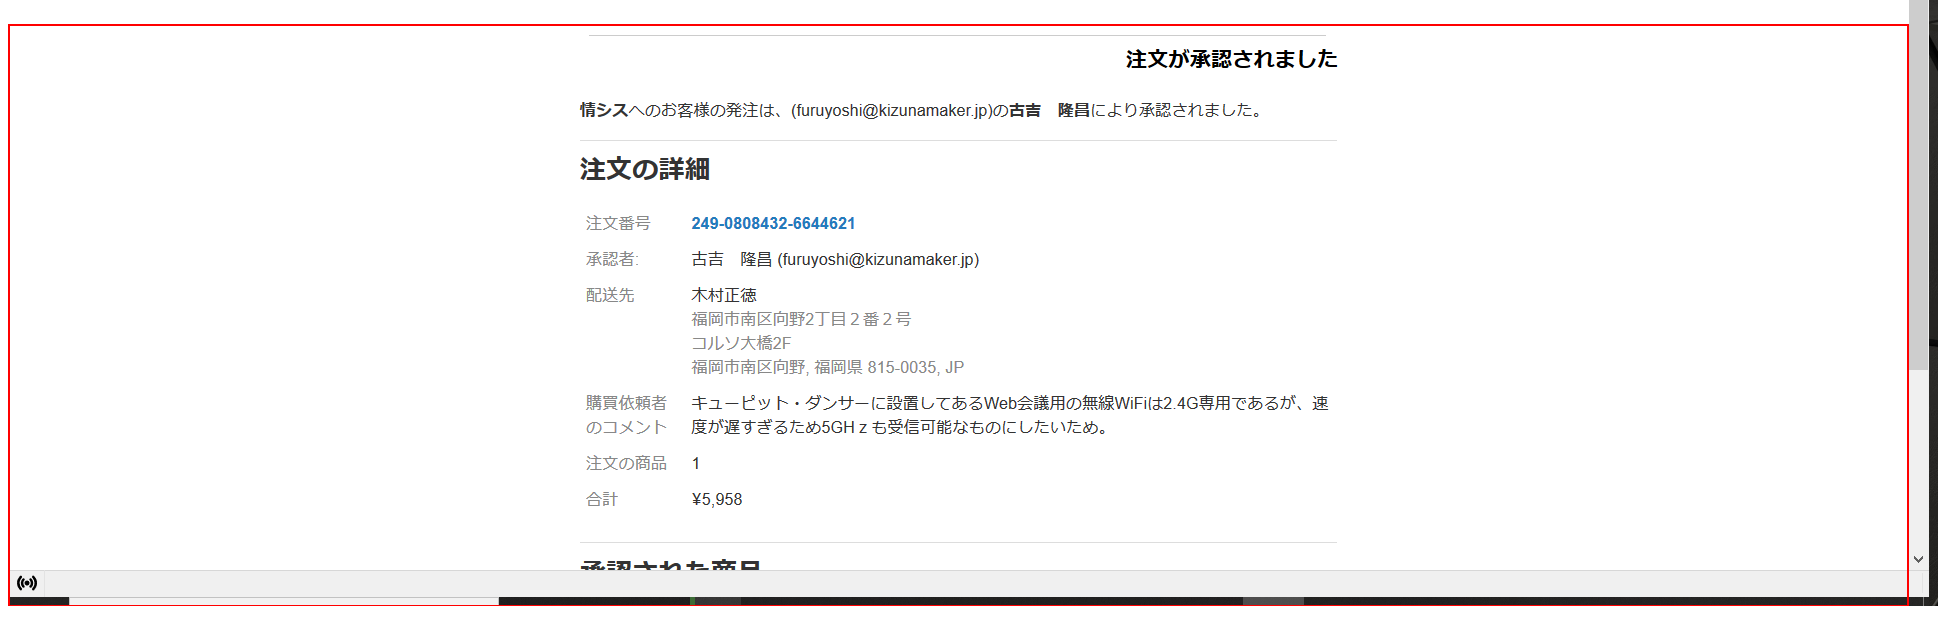 注文が承認されました
情シスへのお客様の発注は、(furuyoshi@kizunamaker.jp)の古吉　隆昌により承認されました。
注文の詳細
注文番号 249-0808432-6644621
承認者: 古吉　隆昌 (furuyoshi@kizunamaker.jp)
配送先 木村正徳
福岡市南区向野2丁目２番２号
コルソ大橋2F
福岡市南区向野, 福岡県 815-0035, JP
購買依頼者 キューピット・ダンサーに設置してあるWeb会議用の無線WiFiは2.4G専用であるが、速
のコメント 度が遅すぎるため5GHｚも受信可能なものにしたいため。
注文の商品 1
合計 ¥5,958
承認された商品